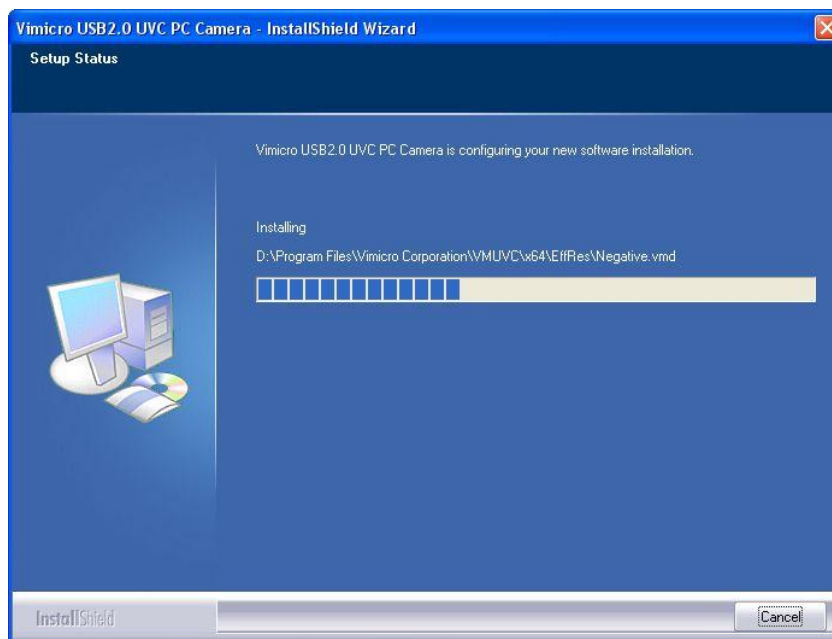 Vimicro USB2.0 UVC PC Camera - InstallShield Wizard
Setup Status
Vimicro USB2.0 UVC PC Camera is configuring your new software installation.
Installing
D:\Program Files\Vimicro Corporation\VMUVC\x64\EffRes\Negative.vmd
InstallShield
Cancel